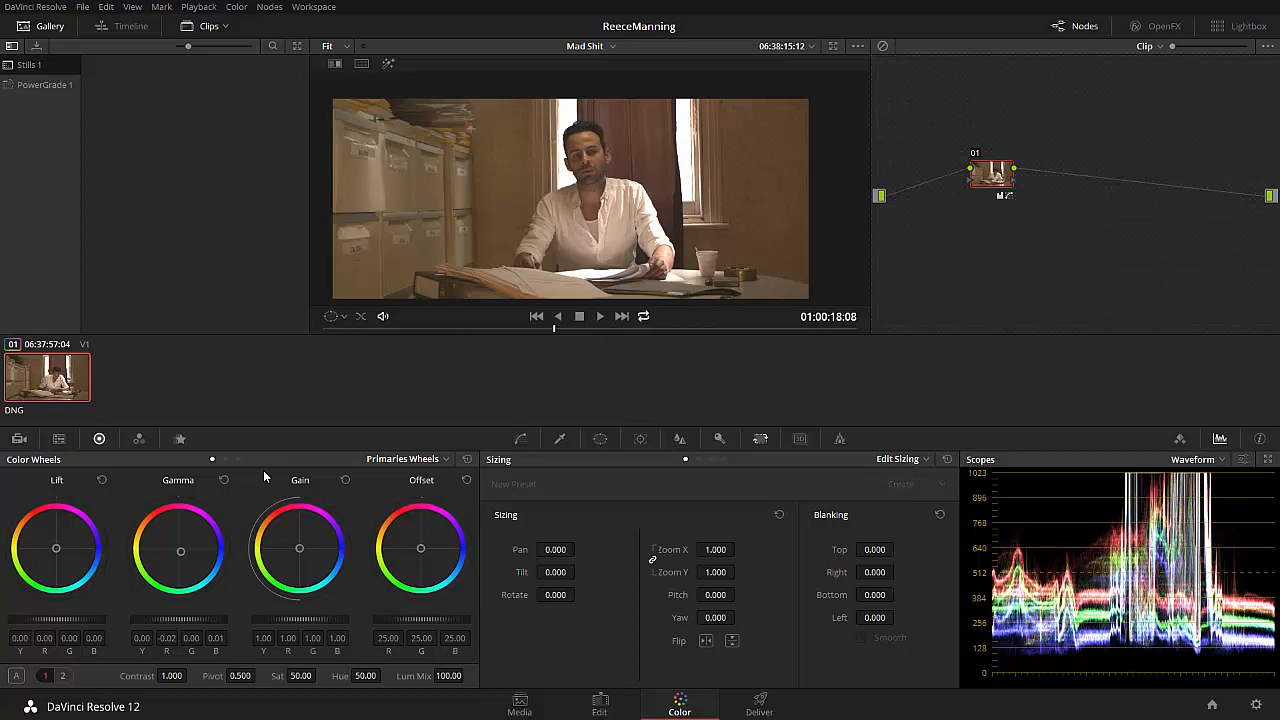 DaVinci Resolve File Edit View Mark Playback Color Nodes Workspace
Gallery Timeline Clips ReeceManning Nodes OpenFX Lightbox
Fit Mad Shit 06:38:15:12 Clip
Stills 1
PowerGrade 1
01
01:00:18:08
01 06:37:57:04 V1
DNG
Color Wheels Primaries Wheels Sizing Edit Sizing Scopes Waveform
Lift Gamma Gain Offset
New Preset Create
Sizing Blanking
Pan 0.000 Zoom X 1.000 Top 0.000
Tilt 0.000 Zoom Y 1.000 Right 0.000
Rotate 0.000 Pitch 0.000 Bottom 0.000
Yaw 0.000 Left 0.000
Flip Smooth
1023
896
768
640
512
384
256
128
0
0.00 0.00 0.00 0.00 0.00 -0.02 0.00 0.01 1.00 1.00 1.00 1.00 25.00 25.00 25.00
Y R G B Y R G B Y R G B R G B
A 1 2 Contrast 1.000 Pivot 0.500 Sat 50.00 Hue 50.00 Lum Mix 100.00
DaVinci Resolve 12 Media Edit Color Deliver